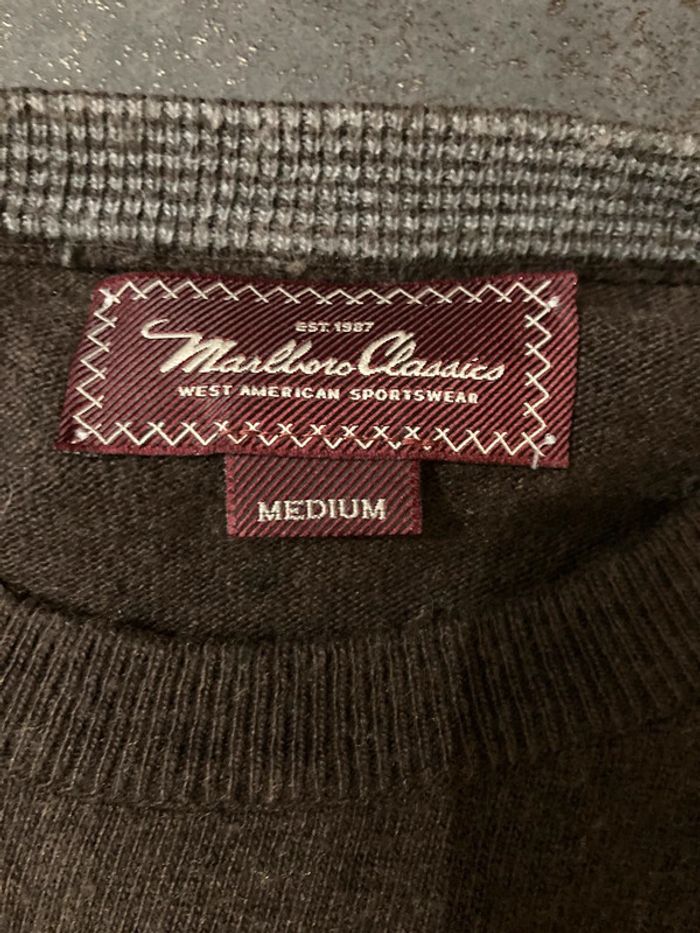 EST. 1987
Marlboro Classics
WEST AMERICAN SPORTSWEAR
MEDIUM